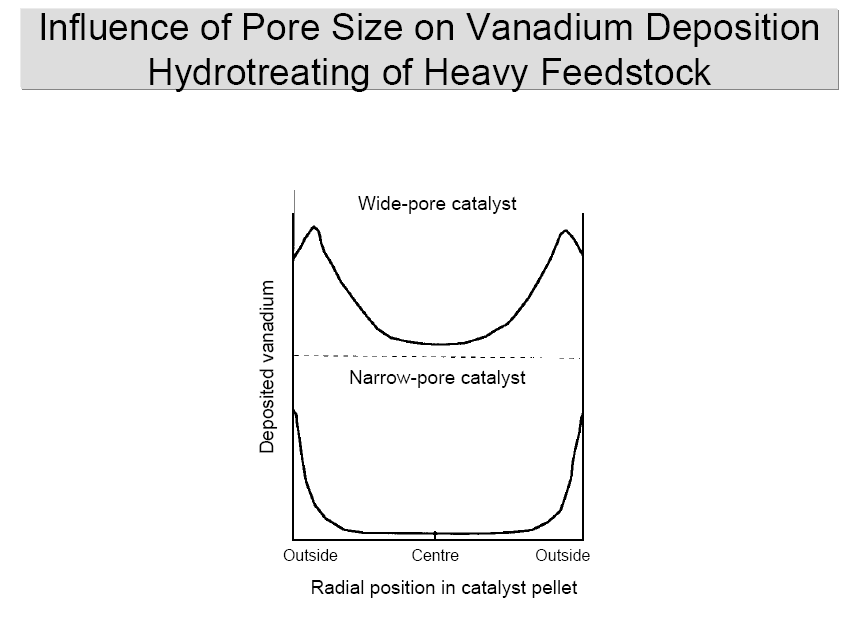 Influence of Pore Size on Vanadium Deposition
Hydrotreating of Heavy Feedstock
Wide-pore catalyst
Deposited vanadium
Narrow-pore catalyst
Outside
Centre
Outside
Radial position in catalyst pellet